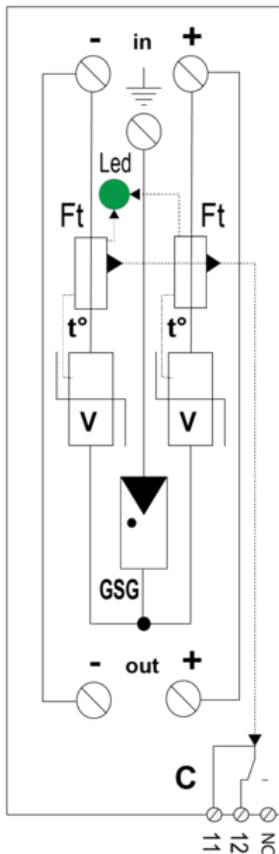 - in +
Led
Ft Ft
t° t°
V V
GSG
- out +
C
11 12 NC